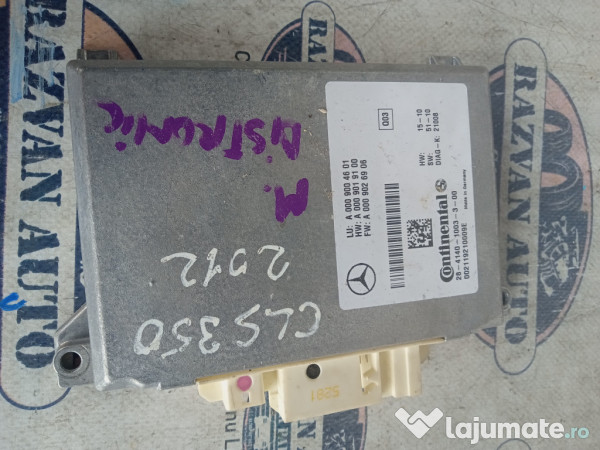 RAZVAN AUTO
RAZVAN AUTO
DiSTRONiC
M.
CLS 350
2012
LU: A 000 900 46 01
HW: A 000 901 91 00
FW: A 000 902 69 06
003
HW: 15-10
SW: 51-10
DIAG-K: 21008
Continental
Made in Germany
28-4140-1003-3-00
00211921O009E
5281
lajumate.ro